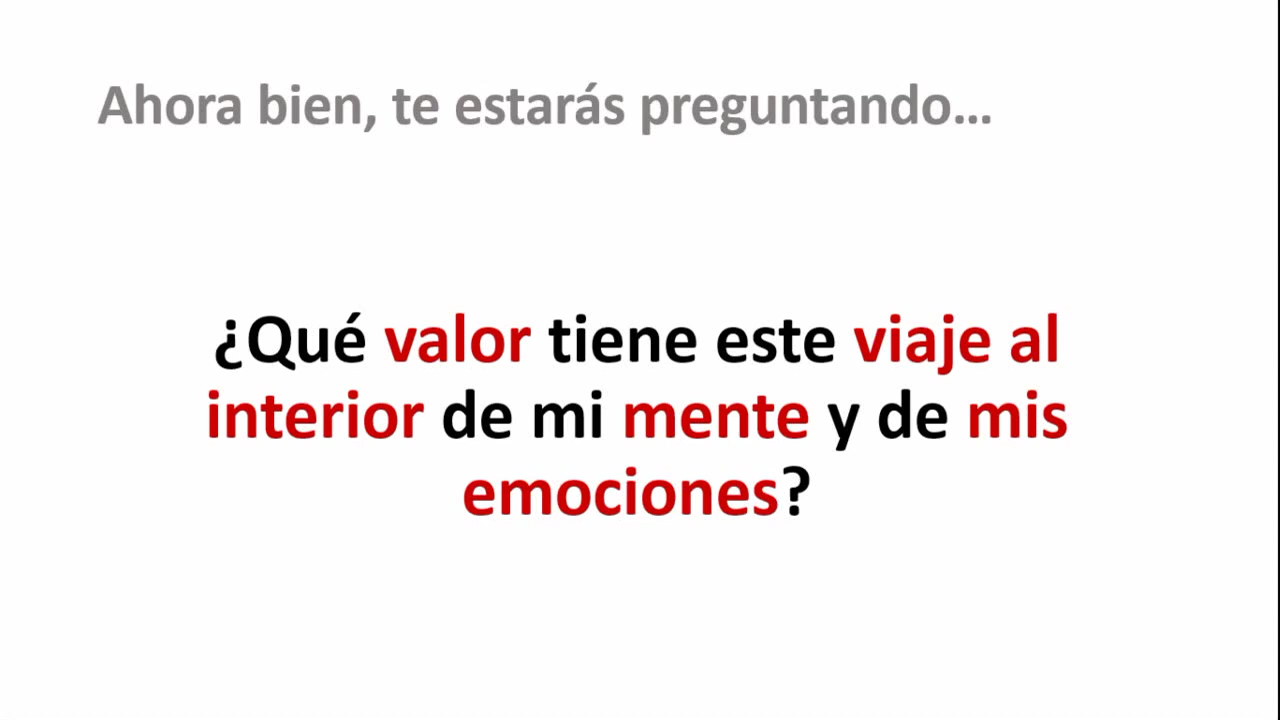 Ahora bien, te estarás preguntando...
¿Qué valor tiene este viaje al
interior de mi mente y de mis
emociones?